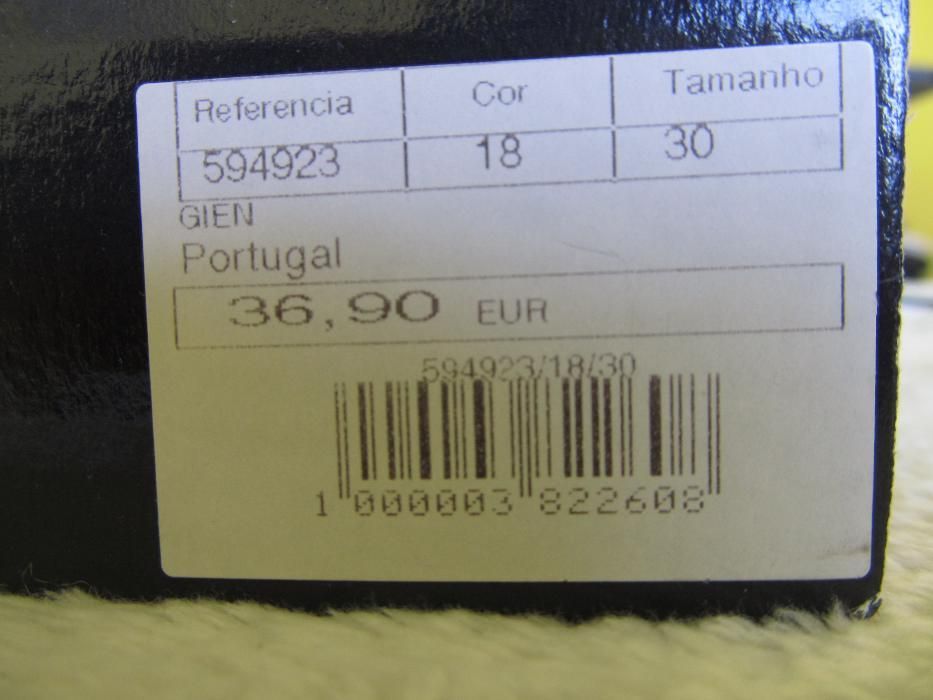 Referencia Cor Tamanho
594923 18 30
GIEN
Portugal
36,90 EUR
594923/18/30
1 000003 822608